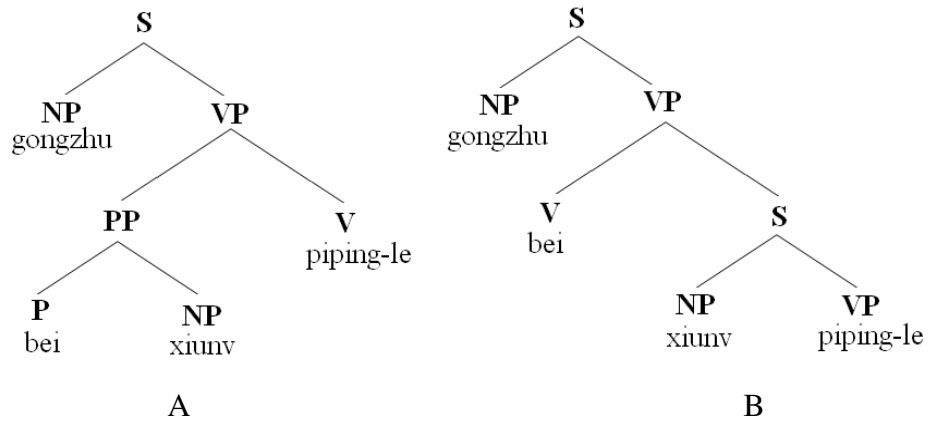 S
NP
gongzhu
VP
PP
V
piping-le
P
bei
NP
xiunv
A
S
NP
gongzhu
VP
V
bei
S
NP
xiunv
VP
piping-le
B